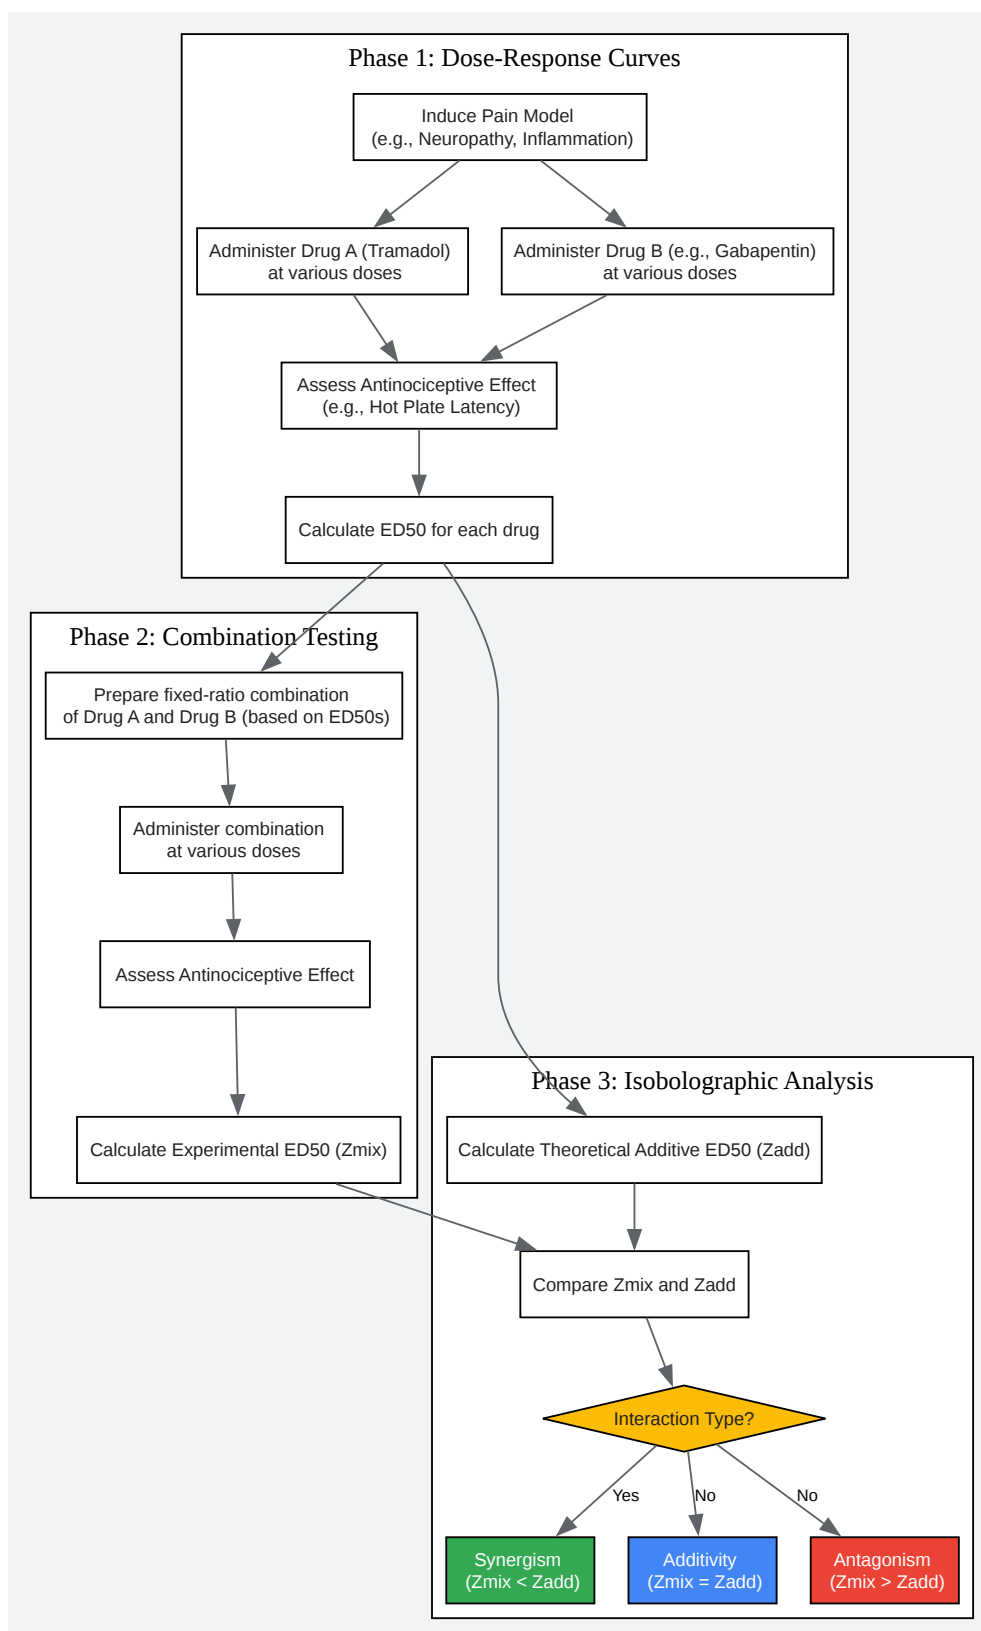 Phase 1: Dose-Response Curves
Induce Pain Model
(e.g., Neuropathy, Inflammation)
Administer Drug A (Tramadol)
at various doses
Administer Drug B (e.g., Gabapentin)
at various doses
Assess Antinociceptive Effect
(e.g., Hot Plate Latency)
Calculate ED50 for each drug
Phase 2: Combination Testing
Prepare fixed-ratio combination
of Drug A and Drug B (based on ED50s)
Administer combination
at various doses
Assess Antinociceptive Effect
Calculate Experimental ED50 (Zmix)
Phase 3: Isobolographic Analysis
Calculate Theoretical Additive ED50 (Zadd)
Compare Zmix and Zadd
Interaction Type?
Yes
No
No
Synergism
(Zmix < Zadd)
Additivity
(Zmix = Zadd)
Antagonism
(Zmix > Zadd)